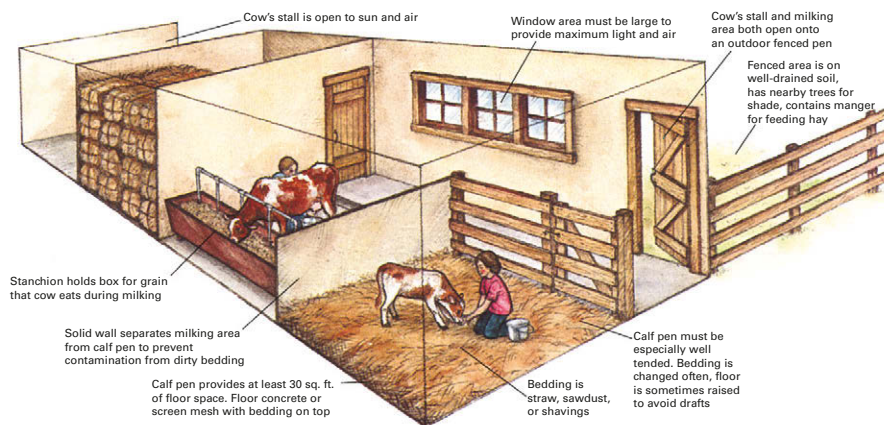 Cow's stall is open to sun and air
Window area must be large to
provide maximum light and air
Cow's stall and milking
area both open onto
an outdoor fenced pen
Fenced area is on
well-drained soil,
has nearby trees for
shade, contains manger
for feeding hay
Stanchion holds box for grain
that cow eats during milking
Solid wall separates milking area
from calf pen to prevent
contamination from dirty bedding
Calf pen provides at least 30 sq. ft.
of floor space. Floor concrete or
screen mesh with bedding on top
Bedding is
straw, sawdust,
or shavings
Calf pen must be
especially well
tended. Bedding is
changed often, floor
is sometimes raised
to avoid drafts